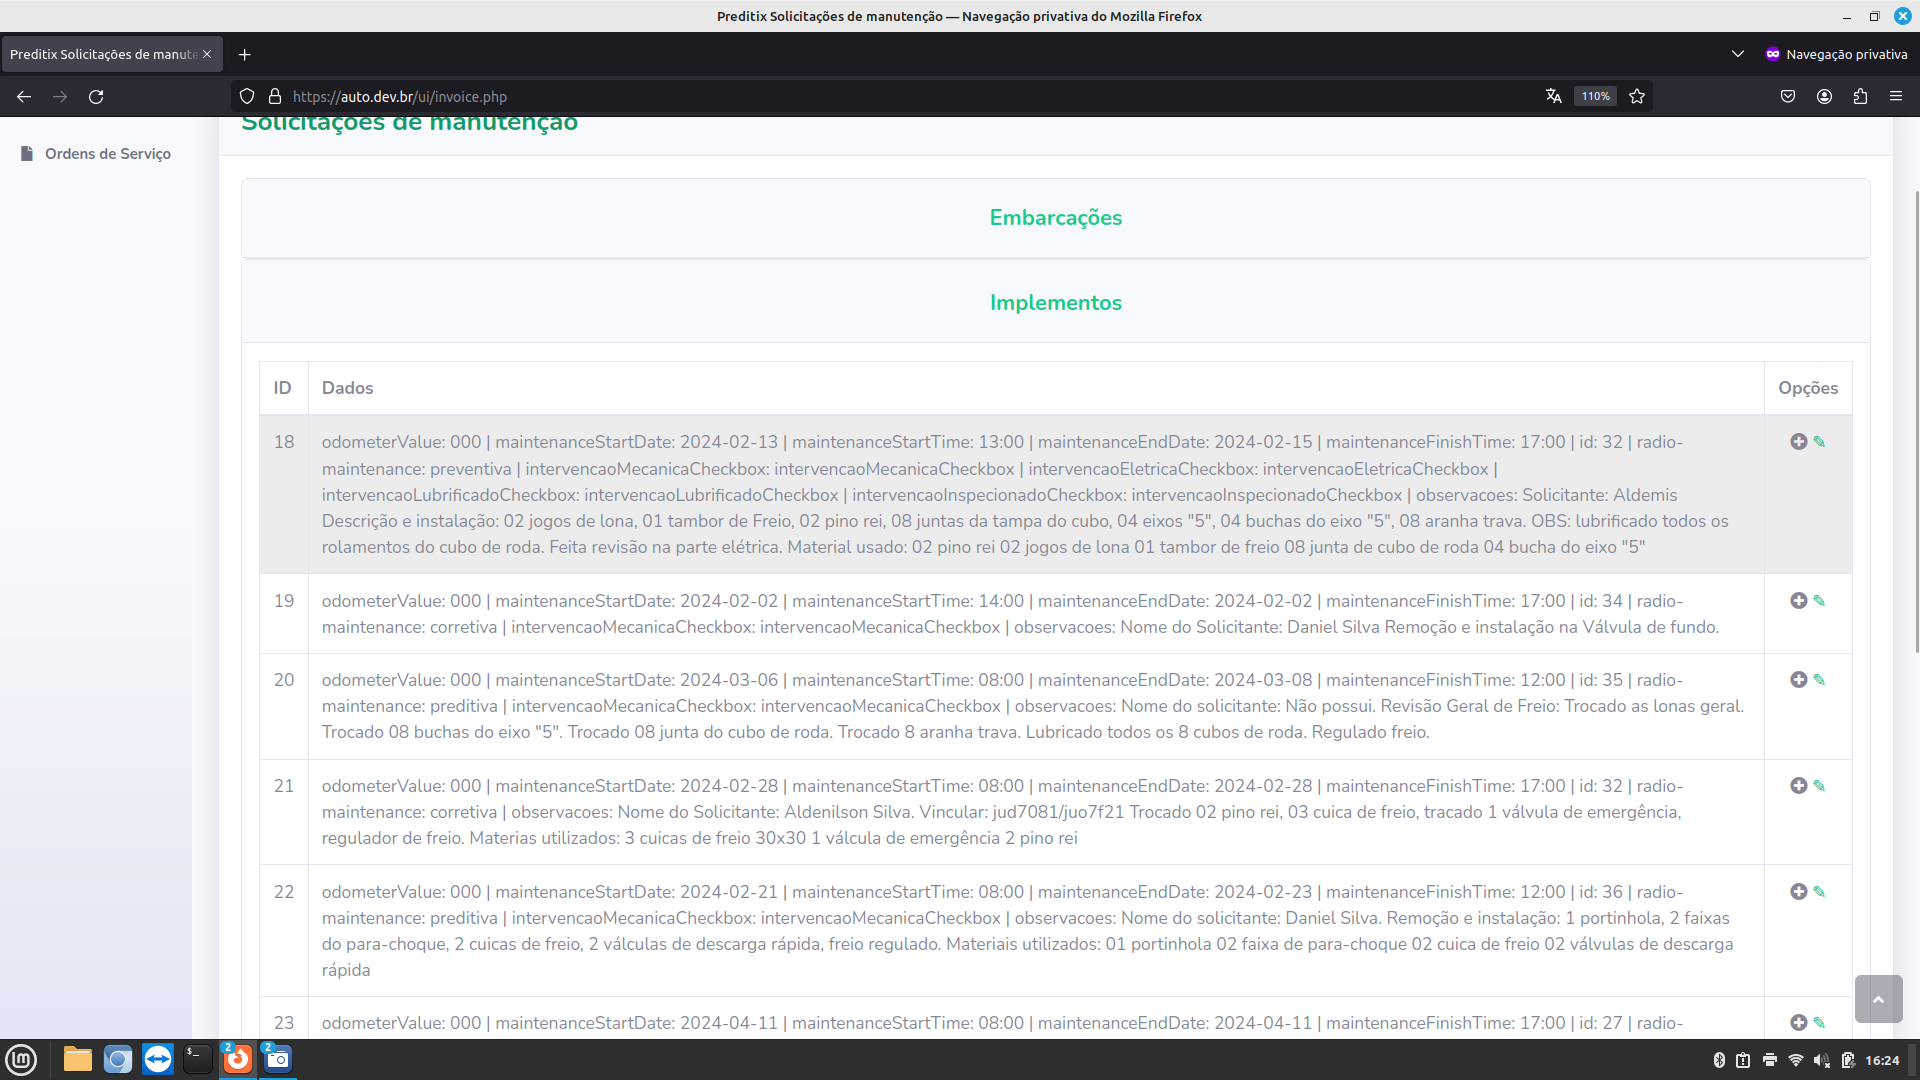 Preditix Solicitações de manutenção — Navegação privativa do Mozilla Firefox
Preditix Solicitações de manute
Navegação privativa
https://auto.dev.br/ui/invoice.php
110%
Solicitações de manutenção
Ordens de Serviço
Embarcações
Implementos
ID Dados Opções
18 odometerValue: 000 | maintenanceStartDate: 2024-02-13 | maintenanceStartTime: 13:00 | maintenanceEndDate: 2024-02-15 | maintenanceFinishTime: 17:00 | id: 32 | radio-
maintenance: preventiva | intervencaoMecanicaCheckbox: intervencaoMecanicaCheckbox | intervencaoEletricaCheckbox: intervencaoEletricaCheckbox |
intervencaoLubrificadoCheckbox: intervencaoLubrificadoCheckbox | intervencaoInspecionadoCheckbox: intervencaoInspecionadoCheckbox | observacoes: Solicitante: Aldemis
Descrição e instalação: 02 jogos de lona, 01 tambor de Freio, 02 pino rei, 08 juntas da tampa do cubo, 04 eixos "5", 04 buchas do eixo "5", 08 aranha trava. OBS: lubrificado todos os
rolamentos do cubo de roda. Feita revisão na parte elétrica. Material usado: 02 pino rei 02 jogos de lona 01 tambor de freio 08 junta de cubo de roda 04 bucha do eixo "5"
19 odometerValue: 000 | maintenanceStartDate: 2024-02-02 | maintenanceStartTime: 14:00 | maintenanceEndDate: 2024-02-02 | maintenanceFinishTime: 17:00 | id: 34 | radio-
maintenance: corretiva | intervencaoMecanicaCheckbox: intervencaoMecanicaCheckbox | observacoes: Nome do Solicitante: Daniel Silva Remoção e instalação na Válvula de fundo.
20 odometerValue: 000 | maintenanceStartDate: 2024-03-06 | maintenanceStartTime: 08:00 | maintenanceEndDate: 2024-03-08 | maintenanceFinishTime: 12:00 | id: 35 | radio-
maintenance: preditiva | intervencaoMecanicaCheckbox: intervencaoMecanicaCheckbox | observacoes: Nome do solicitante: Não possui. Revisão Geral de Freio: Trocado as lonas geral.
Trocado 08 buchas do eixo "5". Trocado 08 junta do cubo de roda. Trocado 8 aranha trava. Lubricado todos os 8 cubos de roda. Regulado freio.
21 odometerValue: 000 | maintenanceStartDate: 2024-02-28 | maintenanceStartTime: 08:00 | maintenanceEndDate: 2024-02-28 | maintenanceFinishTime: 17:00 | id: 32 | radio-
maintenance: corretiva | observacoes: Nome do Solicitante: Aldenilson Silva. Vincular: jud7081/juo7f21 Trocado 02 pino rei, 03 cuica de freio, tracado 1 válvula de emergência,
regulador de freio. Materias utilizados: 3 cuicas de freio 30x30 1 válcula de emergência 2 pino rei
22 odometerValue: 000 | maintenanceStartDate: 2024-02-21 | maintenanceStartTime: 08:00 | maintenanceEndDate: 2024-02-23 | maintenanceFinishTime: 12:00 | id: 36 | radio-
maintenance: preditiva | intervencaoMecanicaCheckbox: intervencaoMecanicaCheckbox | observacoes: Nome do solicitante: Daniel Silva. Remoção e instalação: 1 portinhola, 2 faixas
do para-choque, 2 cuicas de freio, 2 válculas de descarga rápida, freio regulado. Materiais utilizados: 01 portinhola 02 faixa de para-choque 02 cuica de freio 02 válvulas de descarga
rápida
23 odometerValue: 000 | maintenanceStartDate: 2024-04-11 | maintenanceStartTime: 08:00 | maintenanceEndDate: 2024-04-11 | maintenanceFinishTime: 17:00 | id: 27 | radio-
2
2
16:24